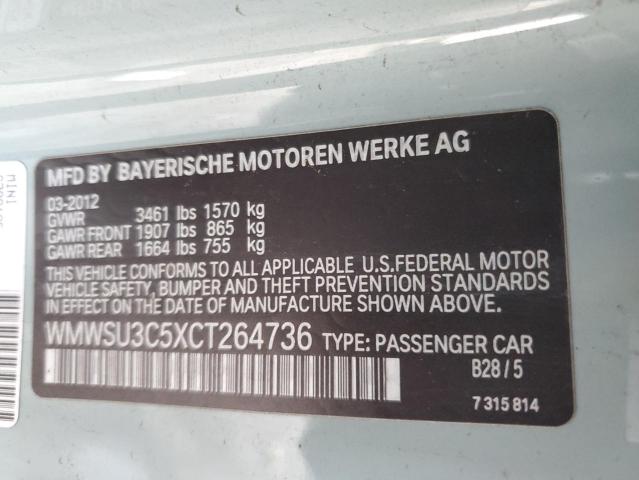 MFD BY BAYERISCHE MOTOREN WERKE AG
03-2012
GVWR 3461 lbs 1570 kg
GAWR FRONT 1907 lbs 865 kg
GAWR REAR 1664 lbs 755 kg
THIS VEHICLE CONFORMS TO ALL APPLICABLE U.S.FEDERAL MOTOR
VEHICLE SAFETY, BUMPER AND THEFT PREVENTION STANDARDS
IN EFFECT ON THE DATE OF MANUFACTURE SHOWN ABOVE.
WMWSU3C5XCT264736 TYPE: PASSENGER CAR
B28 / 5
7 315 814
MINI